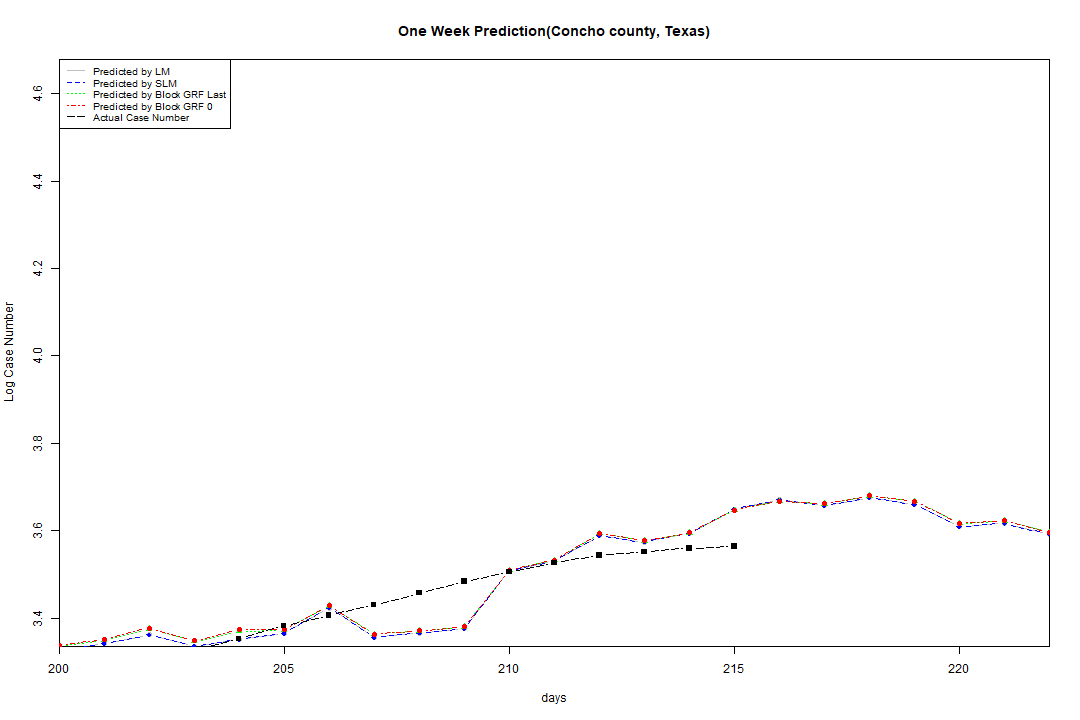 One Week Prediction(Concho county, Texas)
Predicted by LM
Predicted by SLM
Predicted by Block GRF Last
Predicted by Block GRF 0
Actual Case Number
4.6
4.4
4.2
4.0
3.8
3.6
3.4
Log Case Number
200 205 210 215 220
days